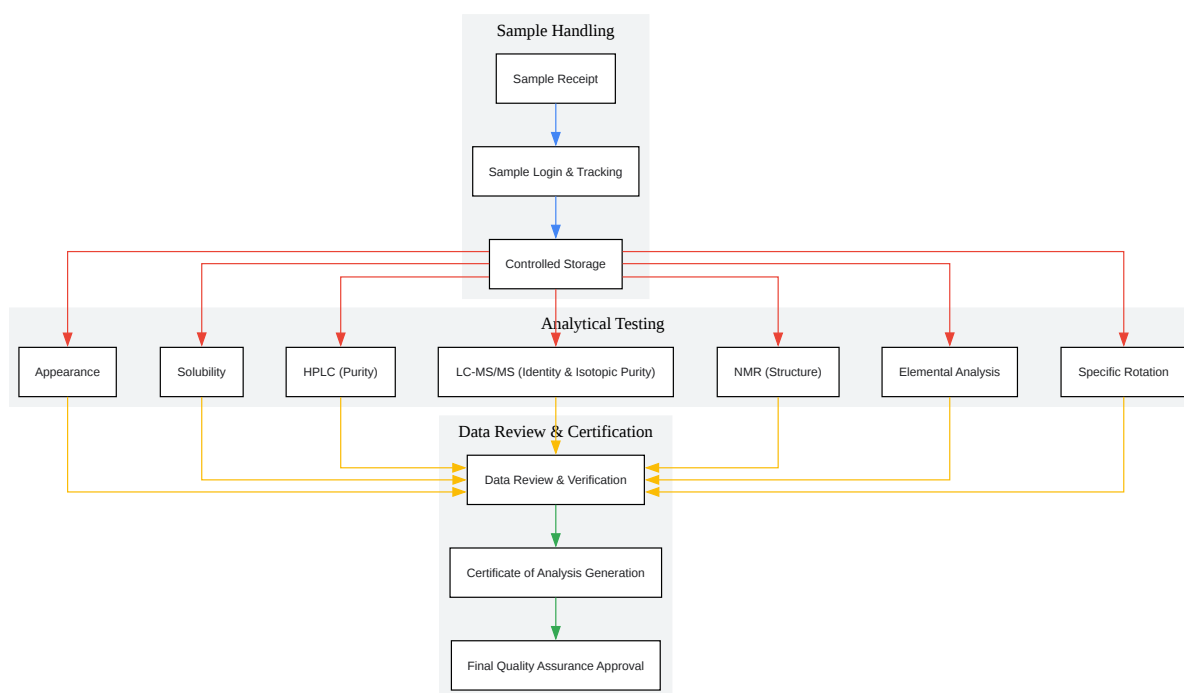 Sample Handling
Sample Receipt
Sample Login & Tracking
Controlled Storage
Analytical Testing
Appearance
Solubility
HPLC (Purity)
LC-MS/MS (Identity & Isotopic Purity)
NMR (Structure)
Elemental Analysis
Specific Rotation
Data Review & Certification
Data Review & Verification
Certificate of Analysis Generation
Final Quality Assurance Approval